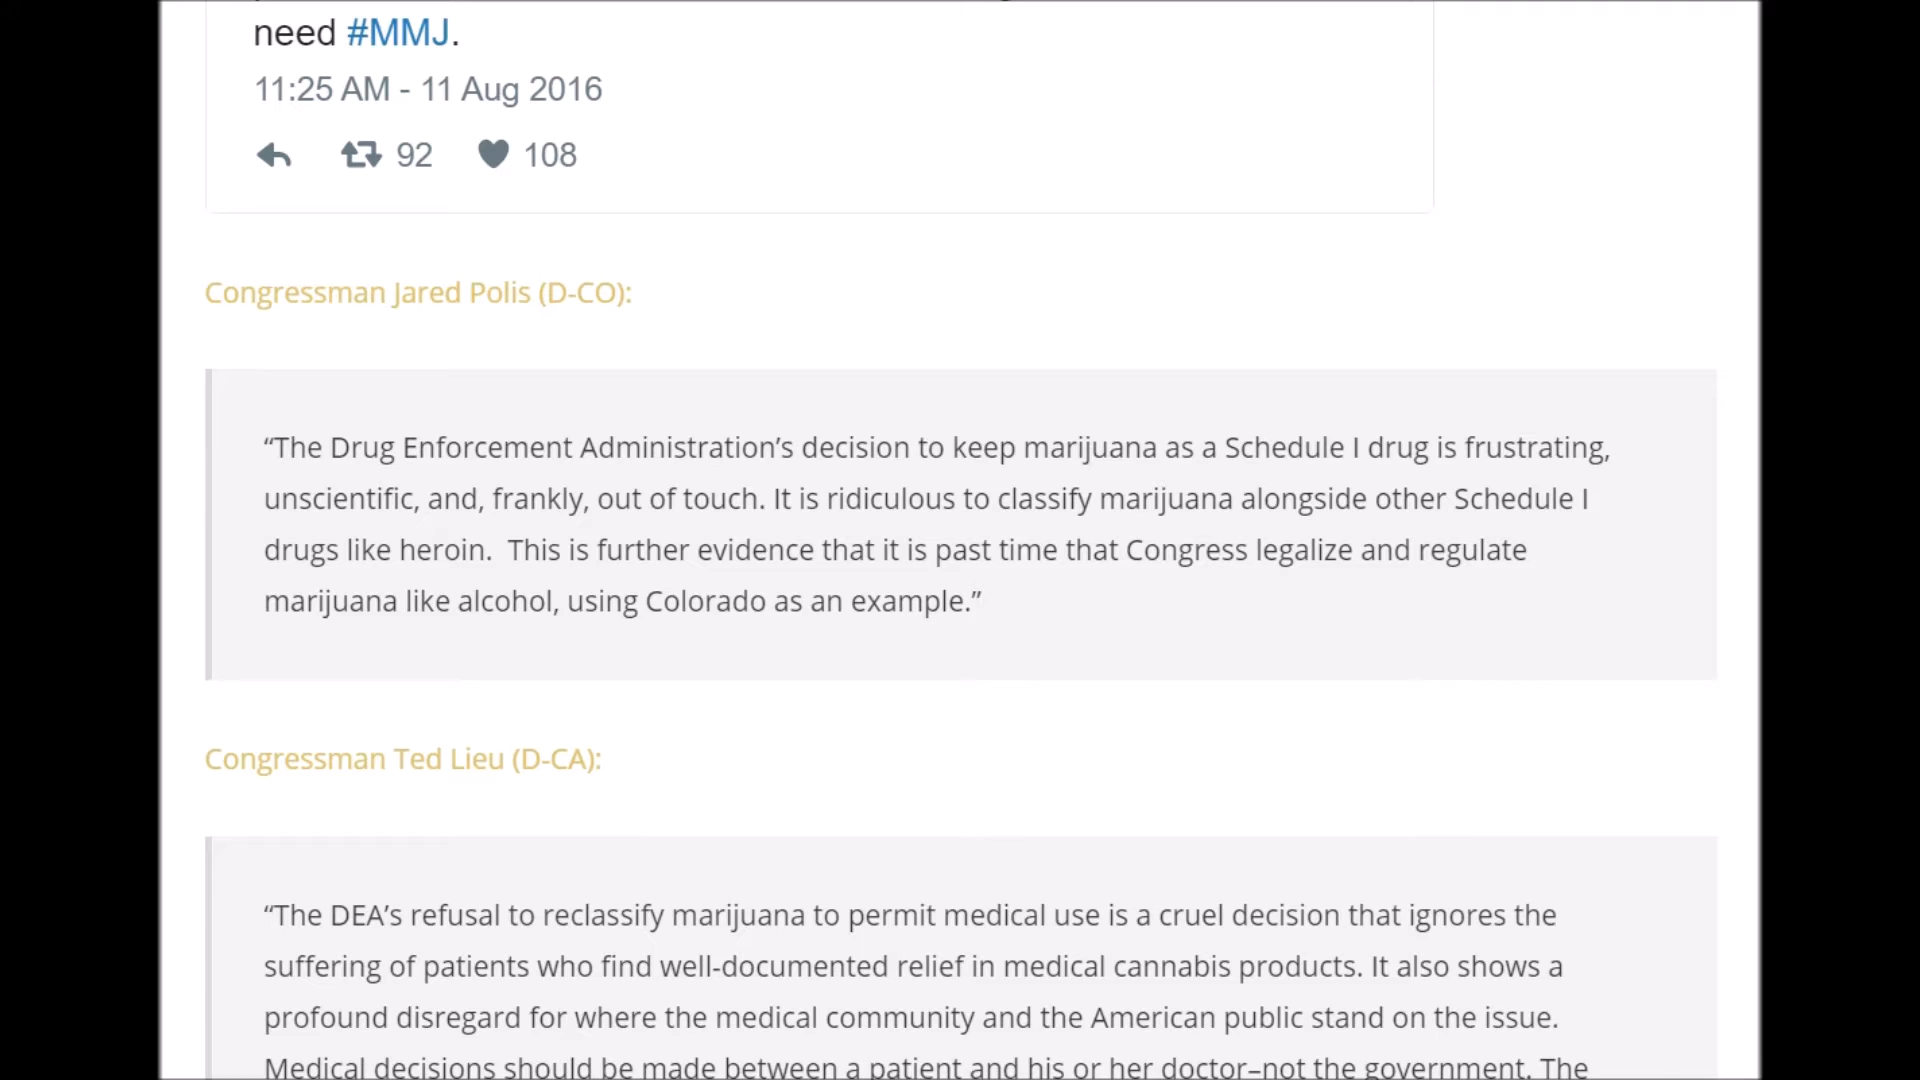 need #MMJ.
11:25 AM - 11 Aug 2016
92 108
Congressman Jared Polis (D-CO):
“The Drug Enforcement Administration’s decision to keep marijuana as a Schedule I drug is frustrating,
unscientific, and, frankly, out of touch. It is ridiculous to classify marijuana alongside other Schedule I
drugs like heroin.  This is further evidence that it is past time that Congress legalize and regulate
marijuana like alcohol, using Colorado as an example.”
Congressman Ted Lieu (D-CA):
“The DEA’s refusal to reclassify marijuana to permit medical use is a cruel decision that ignores the
suffering of patients who find well-documented relief in medical cannabis products. It also shows a
profound disregard for where the medical community and the American public stand on the issue.
Medical decisions should be made between a patient and his or her doctor–not the government. The